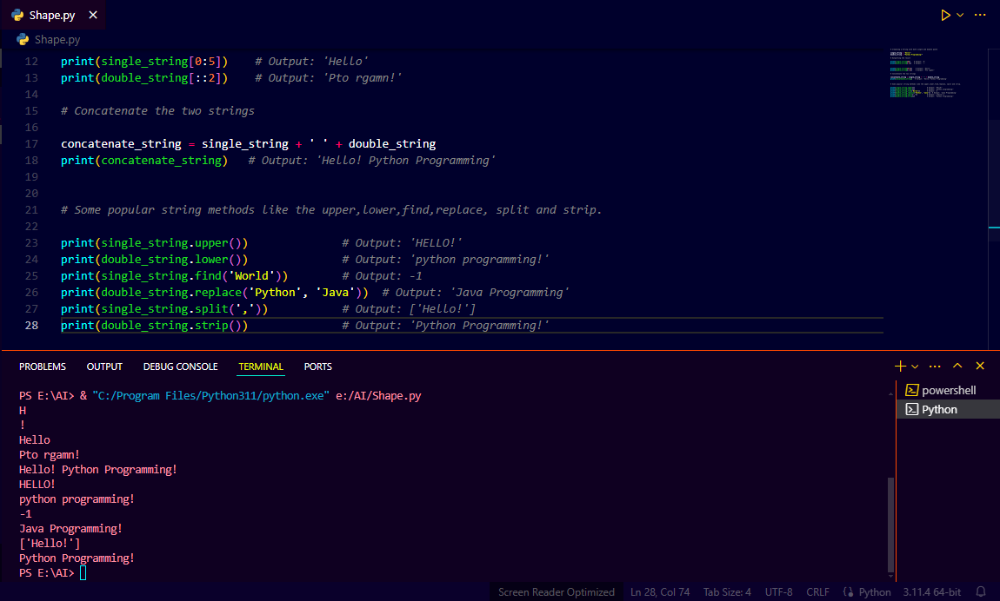 Shape.py
Shape.py
12 print(single_string[0:5])    # Output: 'Hello'
13 print(double_string[::2])    # Output: 'Pto rgamn!'
14
15 # Concatenate the two strings
16
17 concatenate_string = single_string + ' ' + double_string
18 print(concatenate_string)   # Output: 'Hello! Python Programming'
19
20
21 # Some popular string methods like the upper,lower,find,replace, split and strip.
22
23 print(single_string.upper())              # Output: 'HELLO!'
24 print(double_string.lower())              # Output: 'python programming!'
25 print(single_string.find('World'))        # Output: -1
26 print(double_string.replace('Python', 'Java'))  # Output: 'Java Programming'
27 print(single_string.split(','))           # Output: ['Hello!']
28 print(double_string.strip())              # Output: 'Python Programming!'
PROBLEMS OUTPUT DEBUG CONSOLE TERMINAL PORTS
PS E:\AI> & "C:/Program Files/Python311/python.exe" e:/AI/Shape.py
H
!
Hello
Pto rgamn!
Hello! Python Programming!
HELLO!
python programming!
-1
Java Programming!
['Hello!']
Python Programming!
PS E:\AI>
powershell
Python
Screen Reader Optimized Ln 28, Col 74 Tab Size: 4 UTF-8 CRLF Python 3.11.4 64-bit